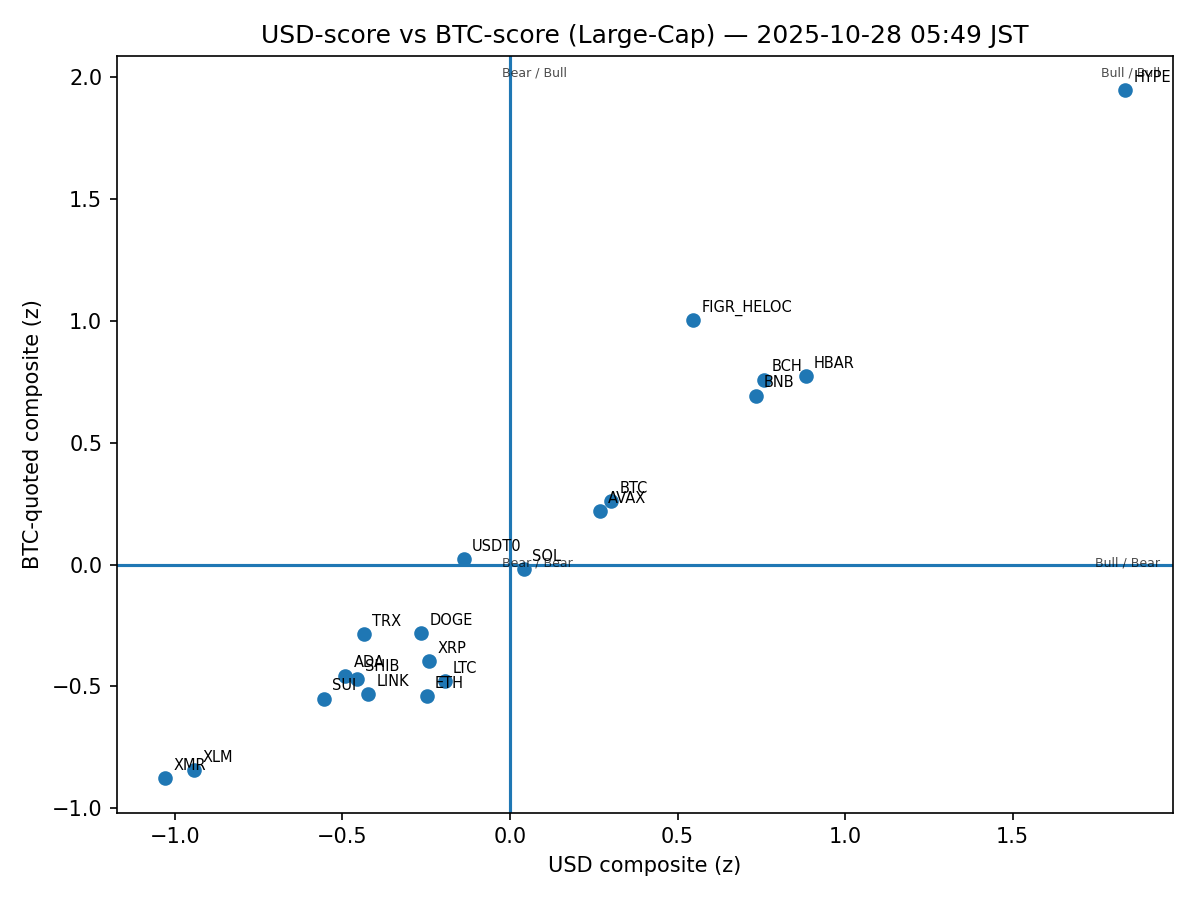 USD-score vs BTC-score (Large-Cap) — 2025-10-28 05:49 JST
Bear / Bull
Bull / Bull
HYPE
FIGR_HELOC
HBAR
BCH
BNB
BTC
AVAX
USDT0
SOL
Bear / Bear
Bull / Bear
TRX
DOGE
XRP
ADA
SHIB
LTC
SUI
LINK
ETH
XLM
XMR
2.0
1.5
1.0
0.5
0.0
−0.5
−1.0
BTC-quoted composite (z)
−1.0
−0.5
0.0
0.5
1.0
1.5
USD composite (z)